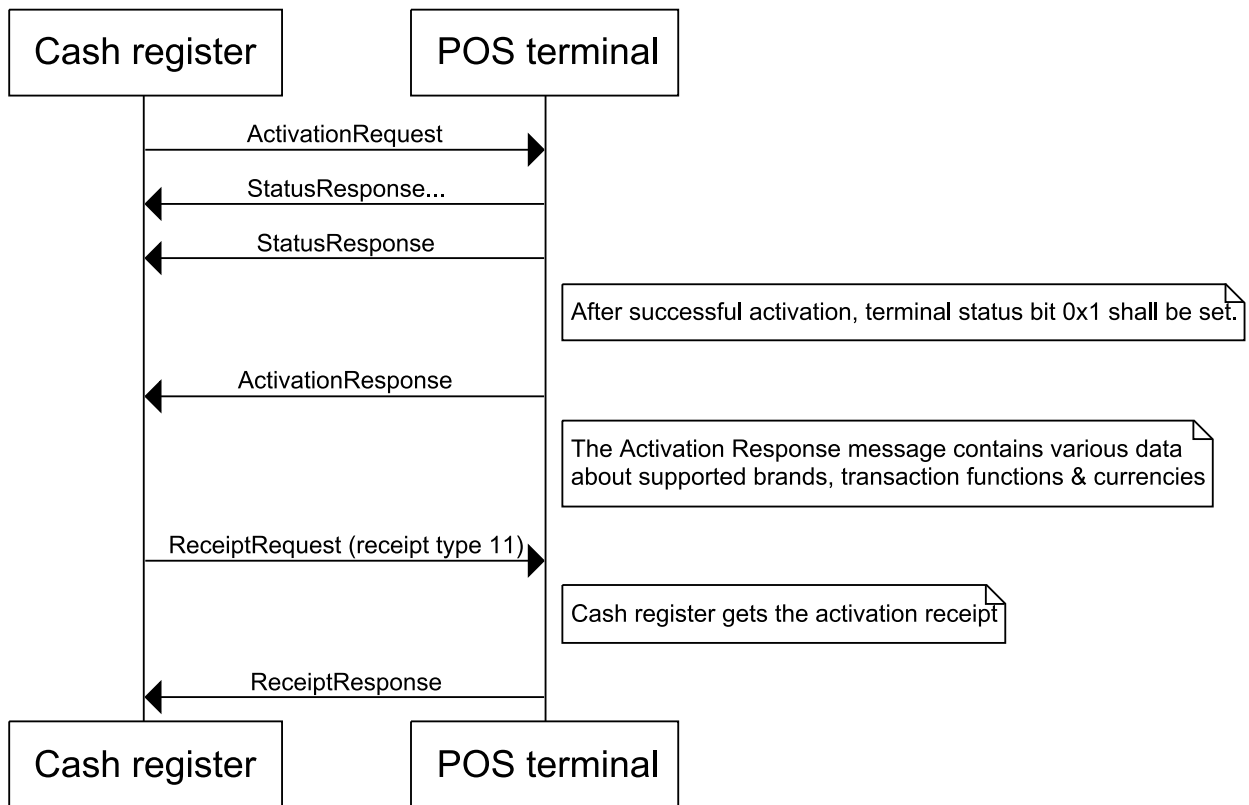 Cash register
POS terminal
ActivationRequest
StatusResponse...
StatusResponse
After successful activation, terminal status bit 0x1 shall be set.
ActivationResponse
The Activation Response message contains various data
about supported brands, transaction functions & currencies
ReceiptRequest (receipt type 11)
Cash register gets the activation receipt
ReceiptResponse
Cash register
POS terminal